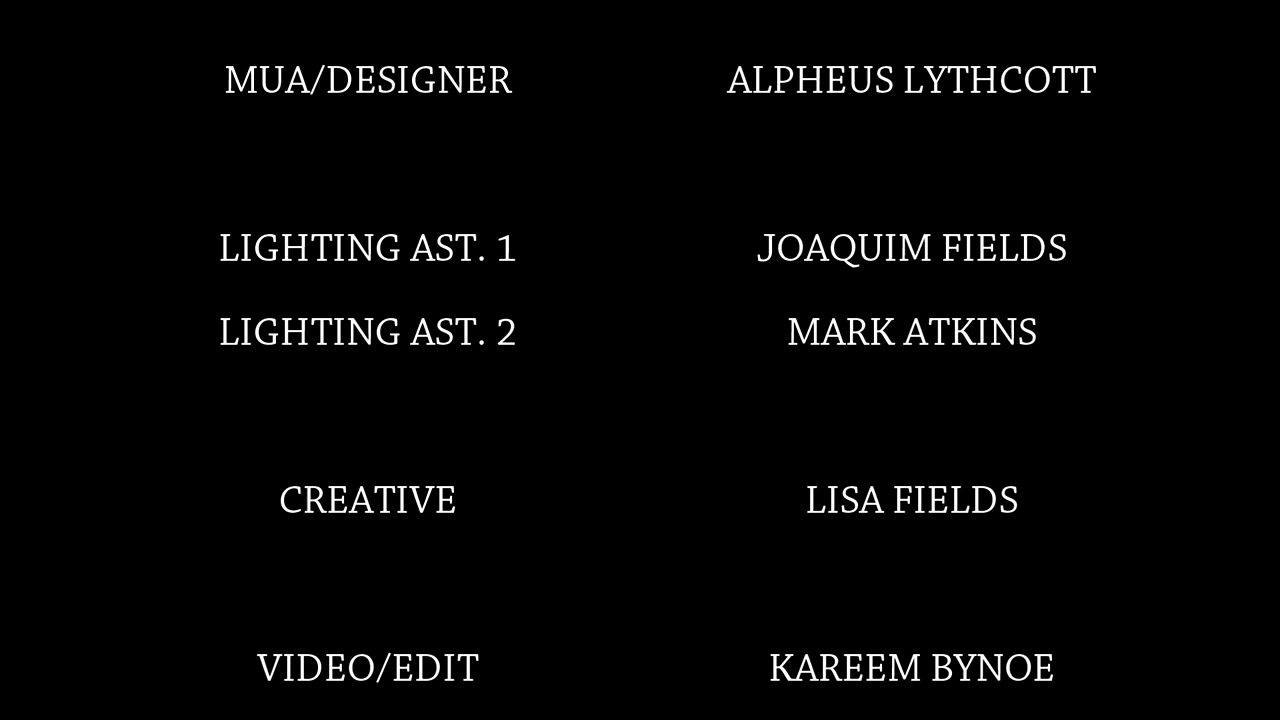 MUA/DESIGNER ALPHEUS LYTHCOTT
LIGHTING AST. 1 JOAQUIM FIELDS
LIGHTING AST. 2 MARK ATKINS
CREATIVE LISA FIELDS
VIDEO/EDIT KAREEM BYNOE